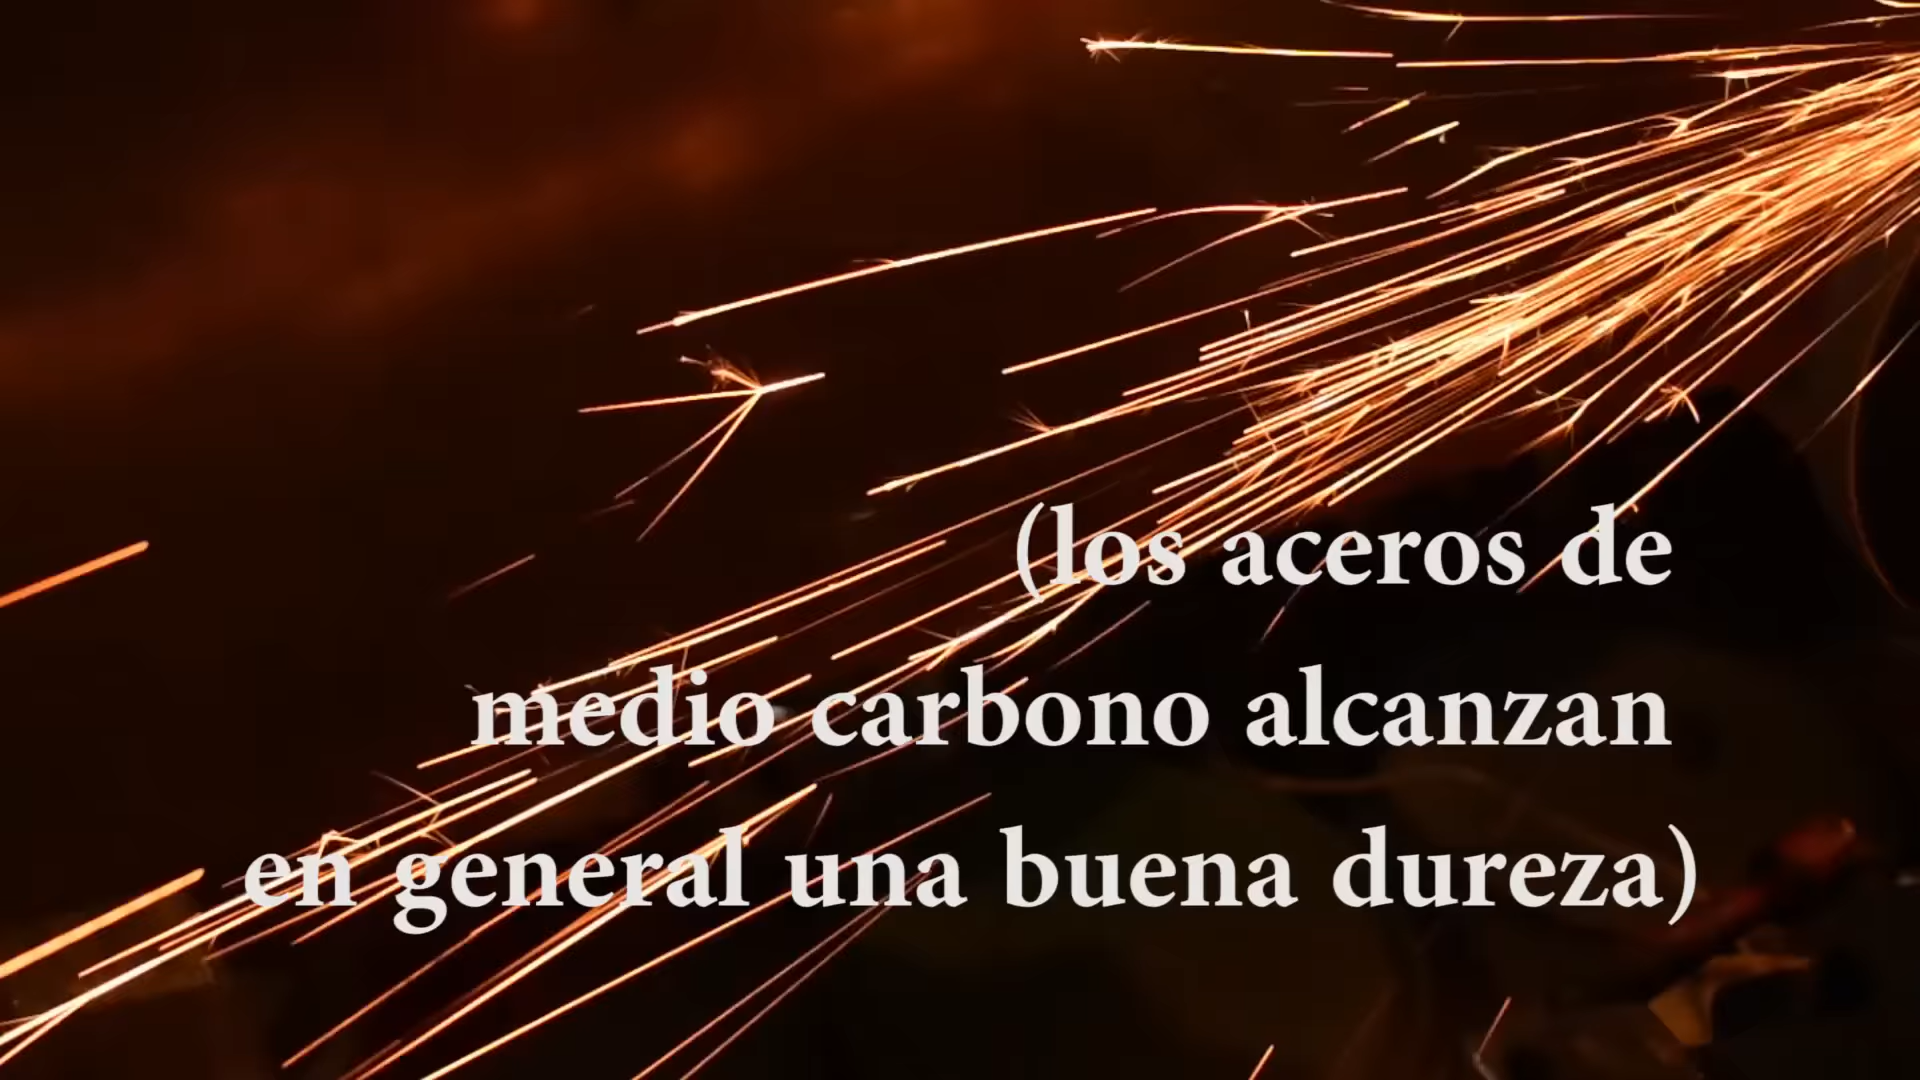 (los aceros de
medio carbono alcanzan
en general una buena dureza)